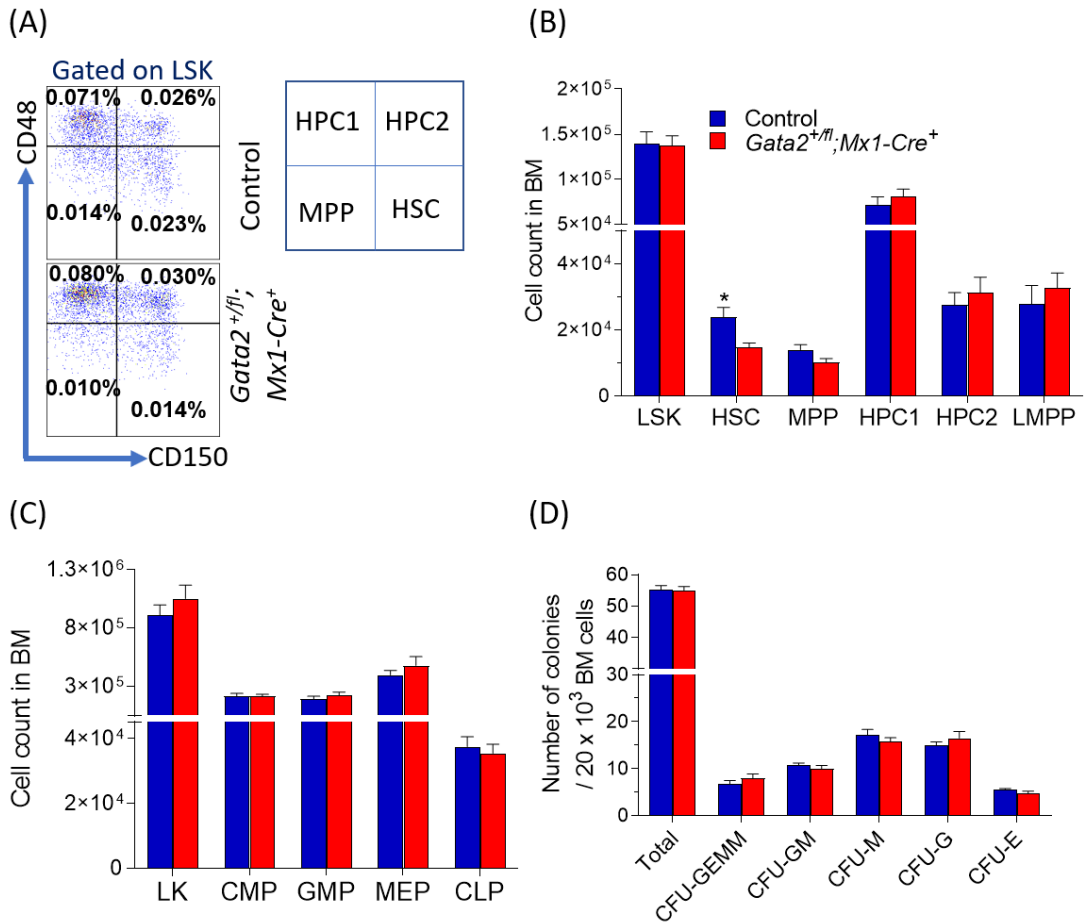 (A)
Gated on LSK
CD48
0.071% 0.026%
0.014% 0.023%
Control
0.080% 0.030%
0.010% 0.014%
Gata2+/fl;
Mx1-Cre+
CD150
HPC1 HPC2
MPP HSC
(B)
Cell count in BM
2×10⁵
1.5×10⁵
1×10⁵
5×10⁴
4×10⁴
2×10⁴
0
Control
Gata2+/fl;Mx1-Cre+
*
LSK HSC MPP HPC1 HPC2 LMPP
(C)
Cell count in BM
1.3×10⁶
8×10⁵
3×10⁵
4×10⁴
2×10⁴
0
LK CMP GMP MEP CLP
(D)
Number of colonies
/ 20 x 10³ BM cells
60
50
40
30
20
10
0
Total
CFU-GEMM
CFU-GM
CFU-M
CFU-G
CFU-E